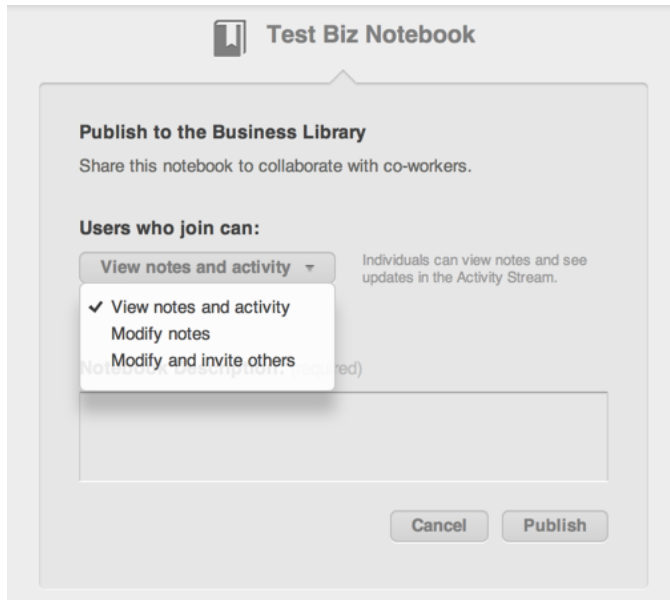 Test Biz Notebook
Publish to the Business Library
Share this notebook to collaborate with co-workers.
Users who join can:
View notes and activity
Individuals can view notes and see
updates in the Activity Stream.
✓ View notes and activity
Modify notes
Modify and invite others
Notebook Description:
Cancel
Publish